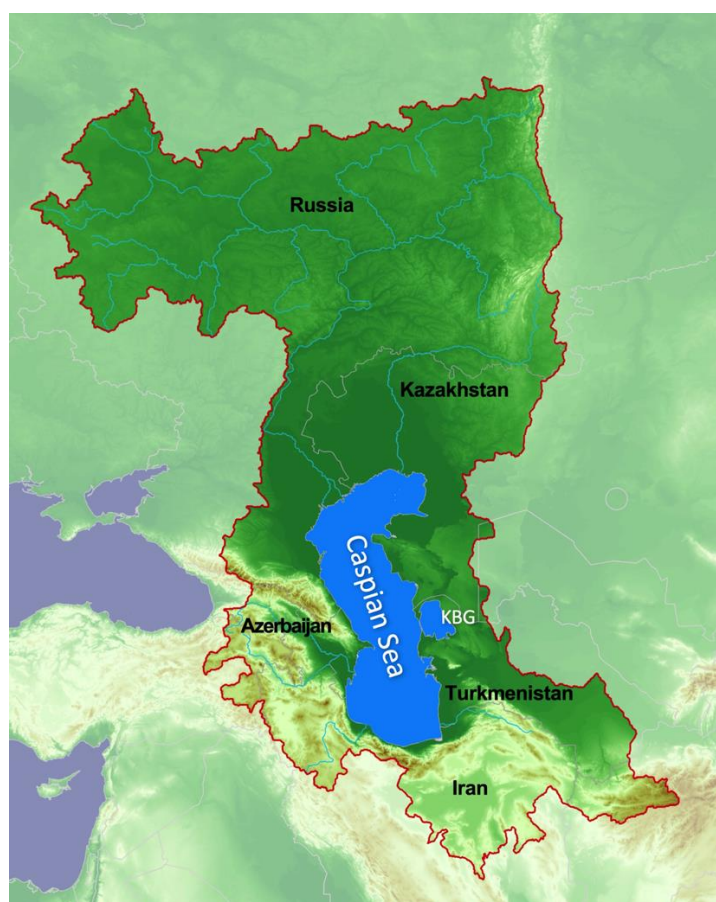 Russia
Kazakhstan
Caspian Sea
KBG
Azerbaijan
Turkmenistan
Iran